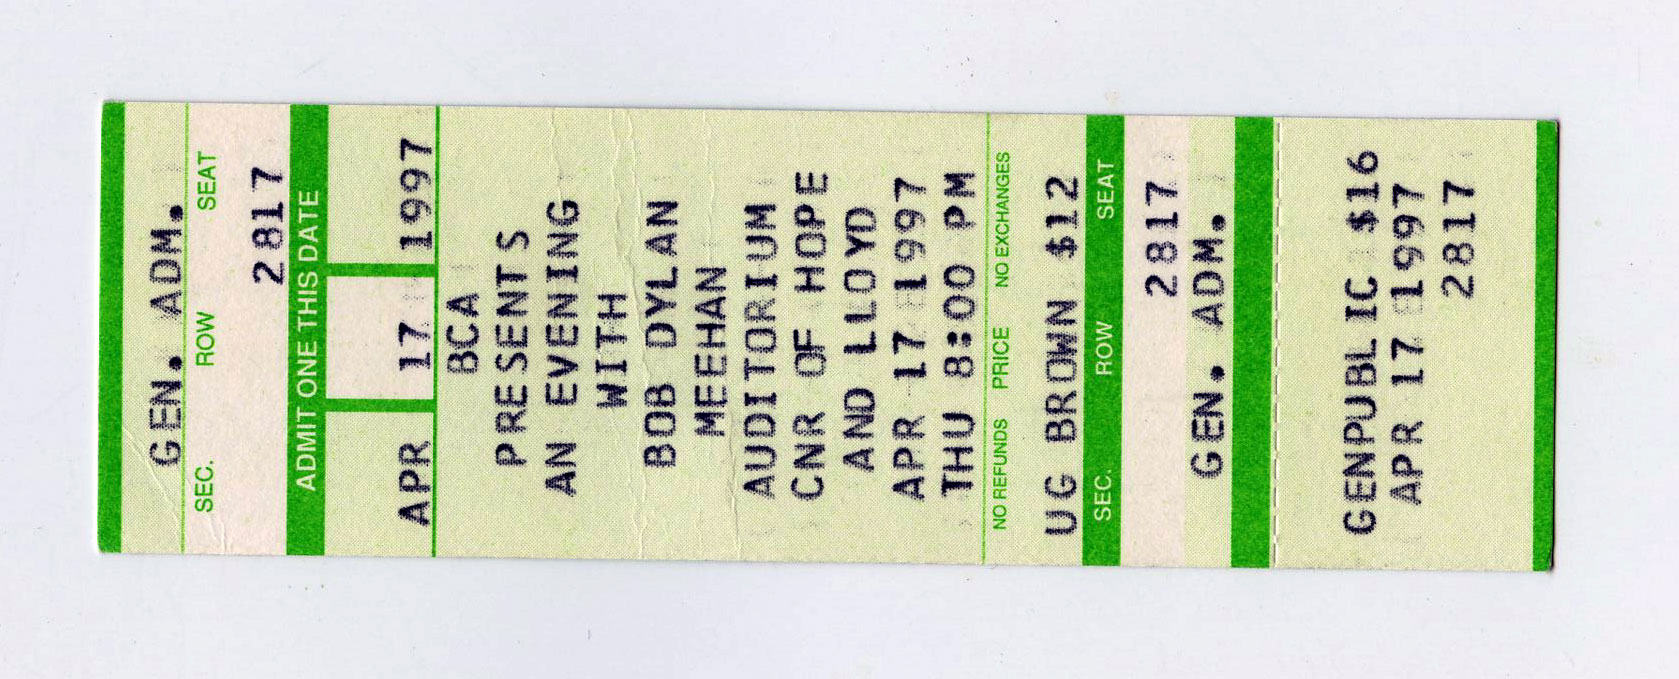 GEN. ADM.
SEC. ROW SEAT
2817
ADMIT ONE THIS DATE
APR 17 1997
BCA
PRESENTS
AN EVENING
WITH
BOB DYLAN
MEEHAN
AUDITORIUM
CNR OF HOPE
AND LLOYD
APR 17 1997
THU 8:00 PM
NO REFUNDS PRICE NO EXCHANGES
UG BROWN $12
SEC. ROW SEAT
2817
GEN. ADM.
GENPUBLIC $16
APR 17 1997
2817